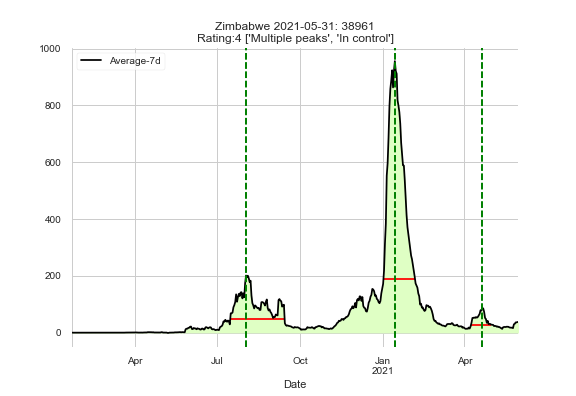 Zimbabwe 2021-05-31: 38961
Rating:4 ['Multiple peaks', 'In control']
Average-7d
1000
800
600
400
200
0
Apr
Jul
Oct
Jan
2021
Apr
Date